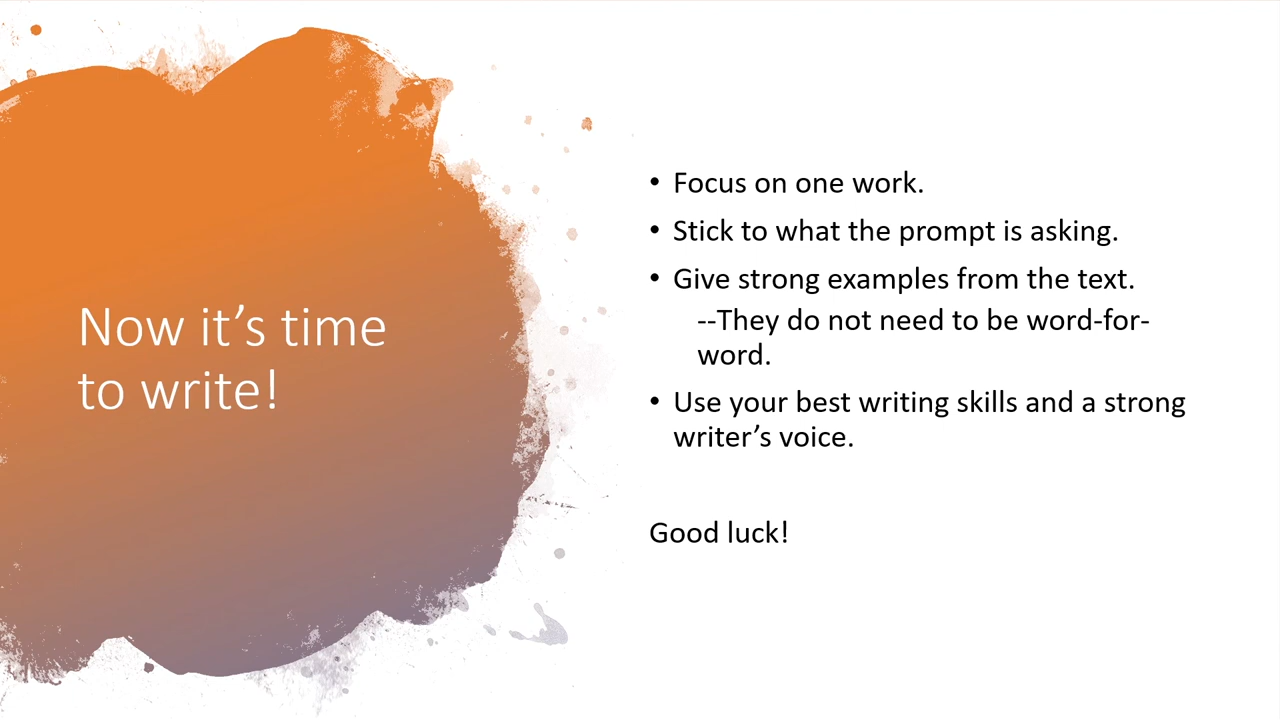 Now it’s time
to write!
• Focus on one work.
• Stick to what the prompt is asking.
• Give strong examples from the text.
--They do not need to be word-for-
word.
• Use your best writing skills and a strong
writer’s voice.
Good luck!